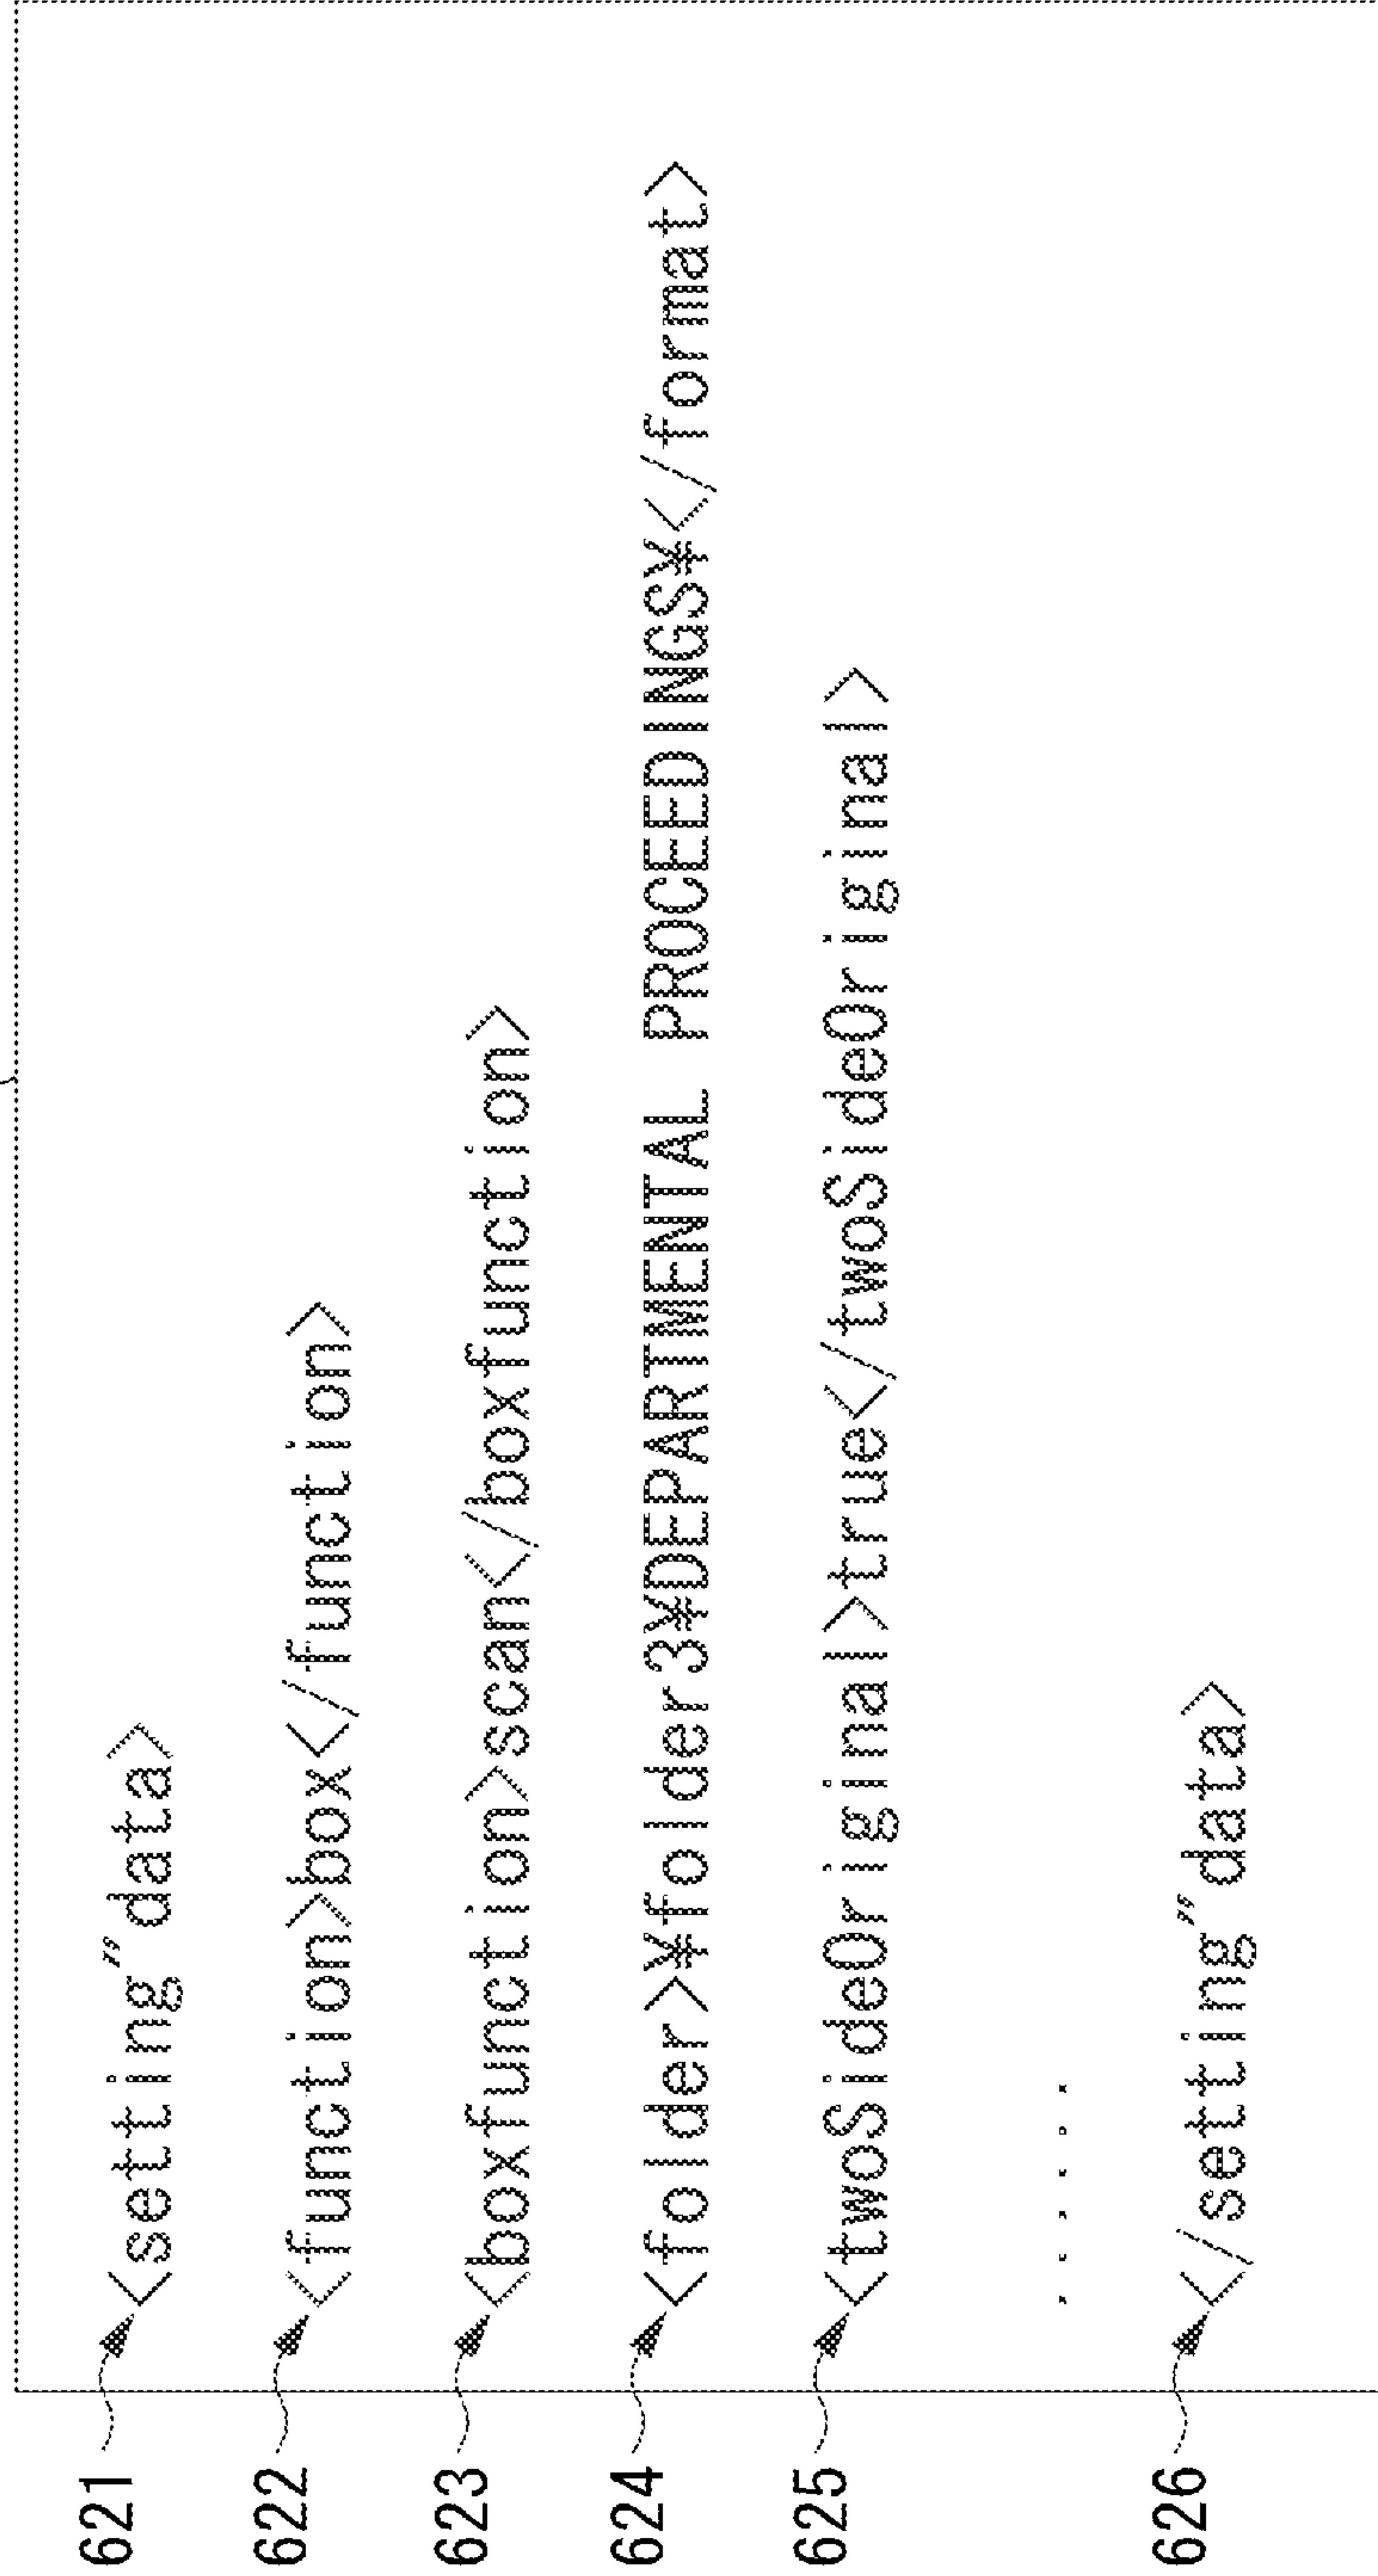 621 <setting"data>
622 <function>box</function>
623 <boxfunction>scan</boxfunction>
624 <folder>¥folder3¥DEPARTMENTAL PROCEEDINGS¥</format>
625 <twoSideOriginal>true</twoSideOriginal>
......
626 </setting"data>